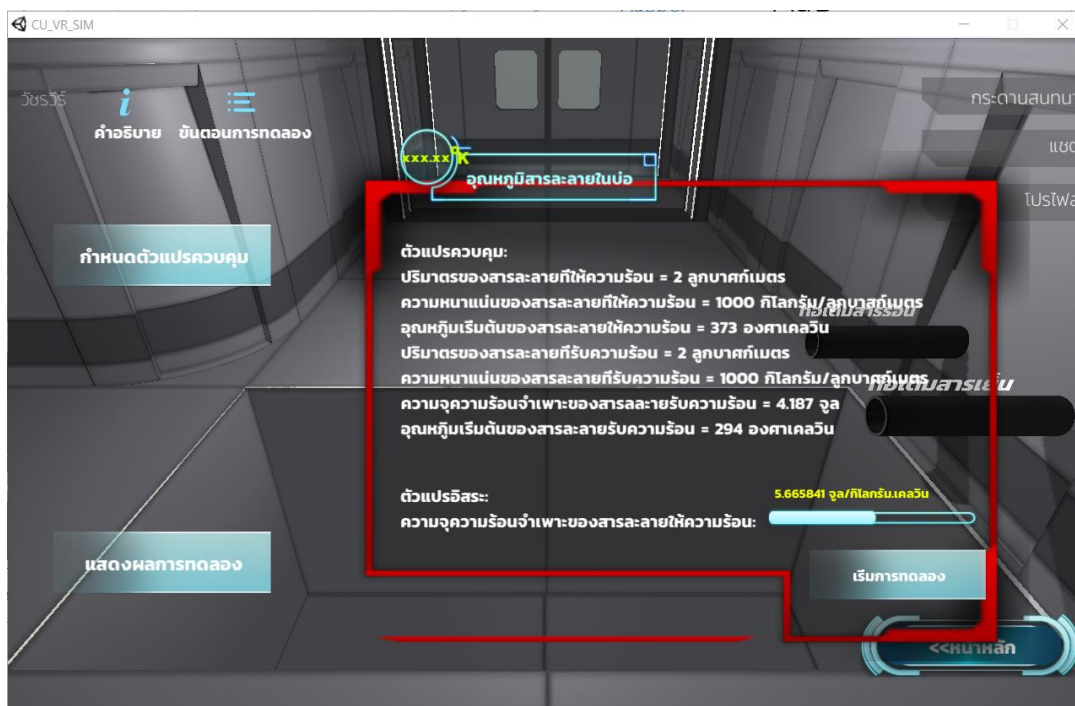 CU_VR_SIM
วัชรวีร์
คำอธิบาย
ขั้นตอนการทดลอง
กระดานสนทนา
xxx.xx °K
อุณหภูมิสารละลายในบ่อ
กำหนดตัวแปรควบคุม
ตัวแปรควบคุม:
ปริมาตรของสารละลายที่ให้ความร้อน = 2 ลูกบาศก์เมตร
ความหนาแน่นของสารละลายที่ให้ความร้อน = 1000 กิโลกรัม/ลูกบาศก์เมตร
อุณหภูิมเริ่มต้นของสารละลายให้ความร้อน = 373 องศาเคลวิน
ท่อเติมสารร้อน
ปริมาตรของสารละลายที่รับความร้อน = 2 ลูกบาศก์เมตร
ความหนาแน่นของสารละลายที่รับความร้อน = 1000 กิโลกรัม/ลูกบาศก์เมตร
ท่อเติมสารเย็น
ความจุความร้อนจำเพาะของสารลละายรับความร้อน = 4.187 จูล
อุณหภูิมเริ่มต้นของสารละลายรับความร้อน = 294 องศาเคลวิน
ตัวแปรอิสระ:
5.665841 จูล/กิโลกรัม.เคลวิน
ความจุความร้อนจำเพาะของสารละลายให้ความร้อน:
แสดงผลการทดลอง
เริ่มการทดลอง
<<หน้าหลัก